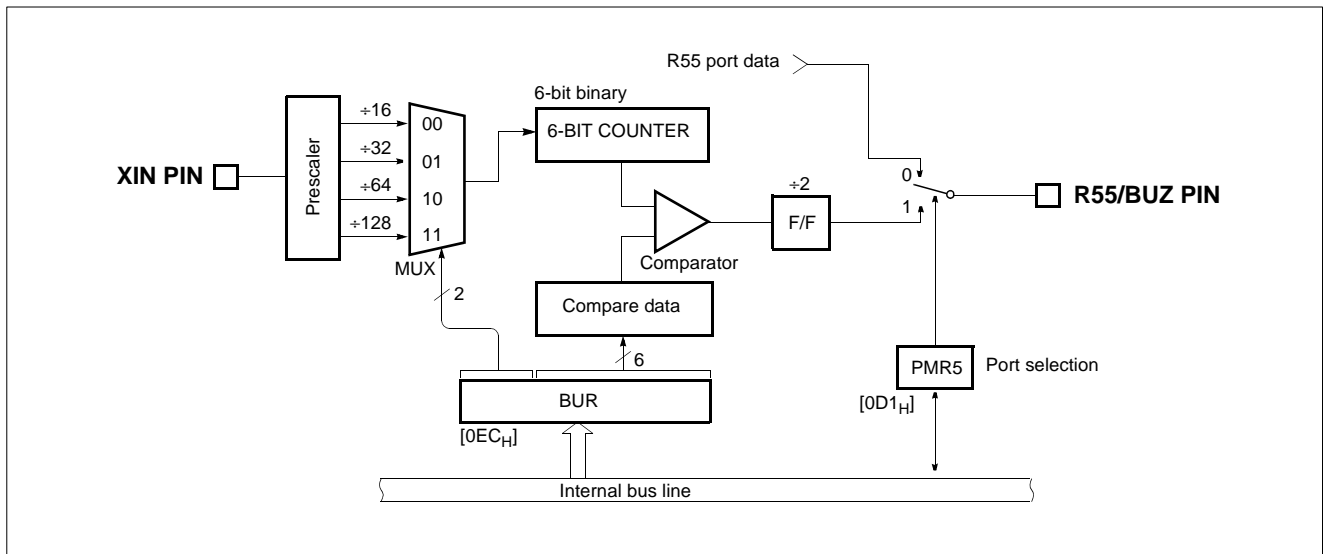 R55 port data
6-bit binary
÷16
÷32
÷64
÷128
00
01
10
11
6-BIT COUNTER
XIN PIN
Prescaler
MUX
0
1
÷2
F/F
R55/BUZ PIN
Comparator
2
Compare data
6
PMR5
Port selection
[0D1H]
BUR
[0ECH]
Internal bus line